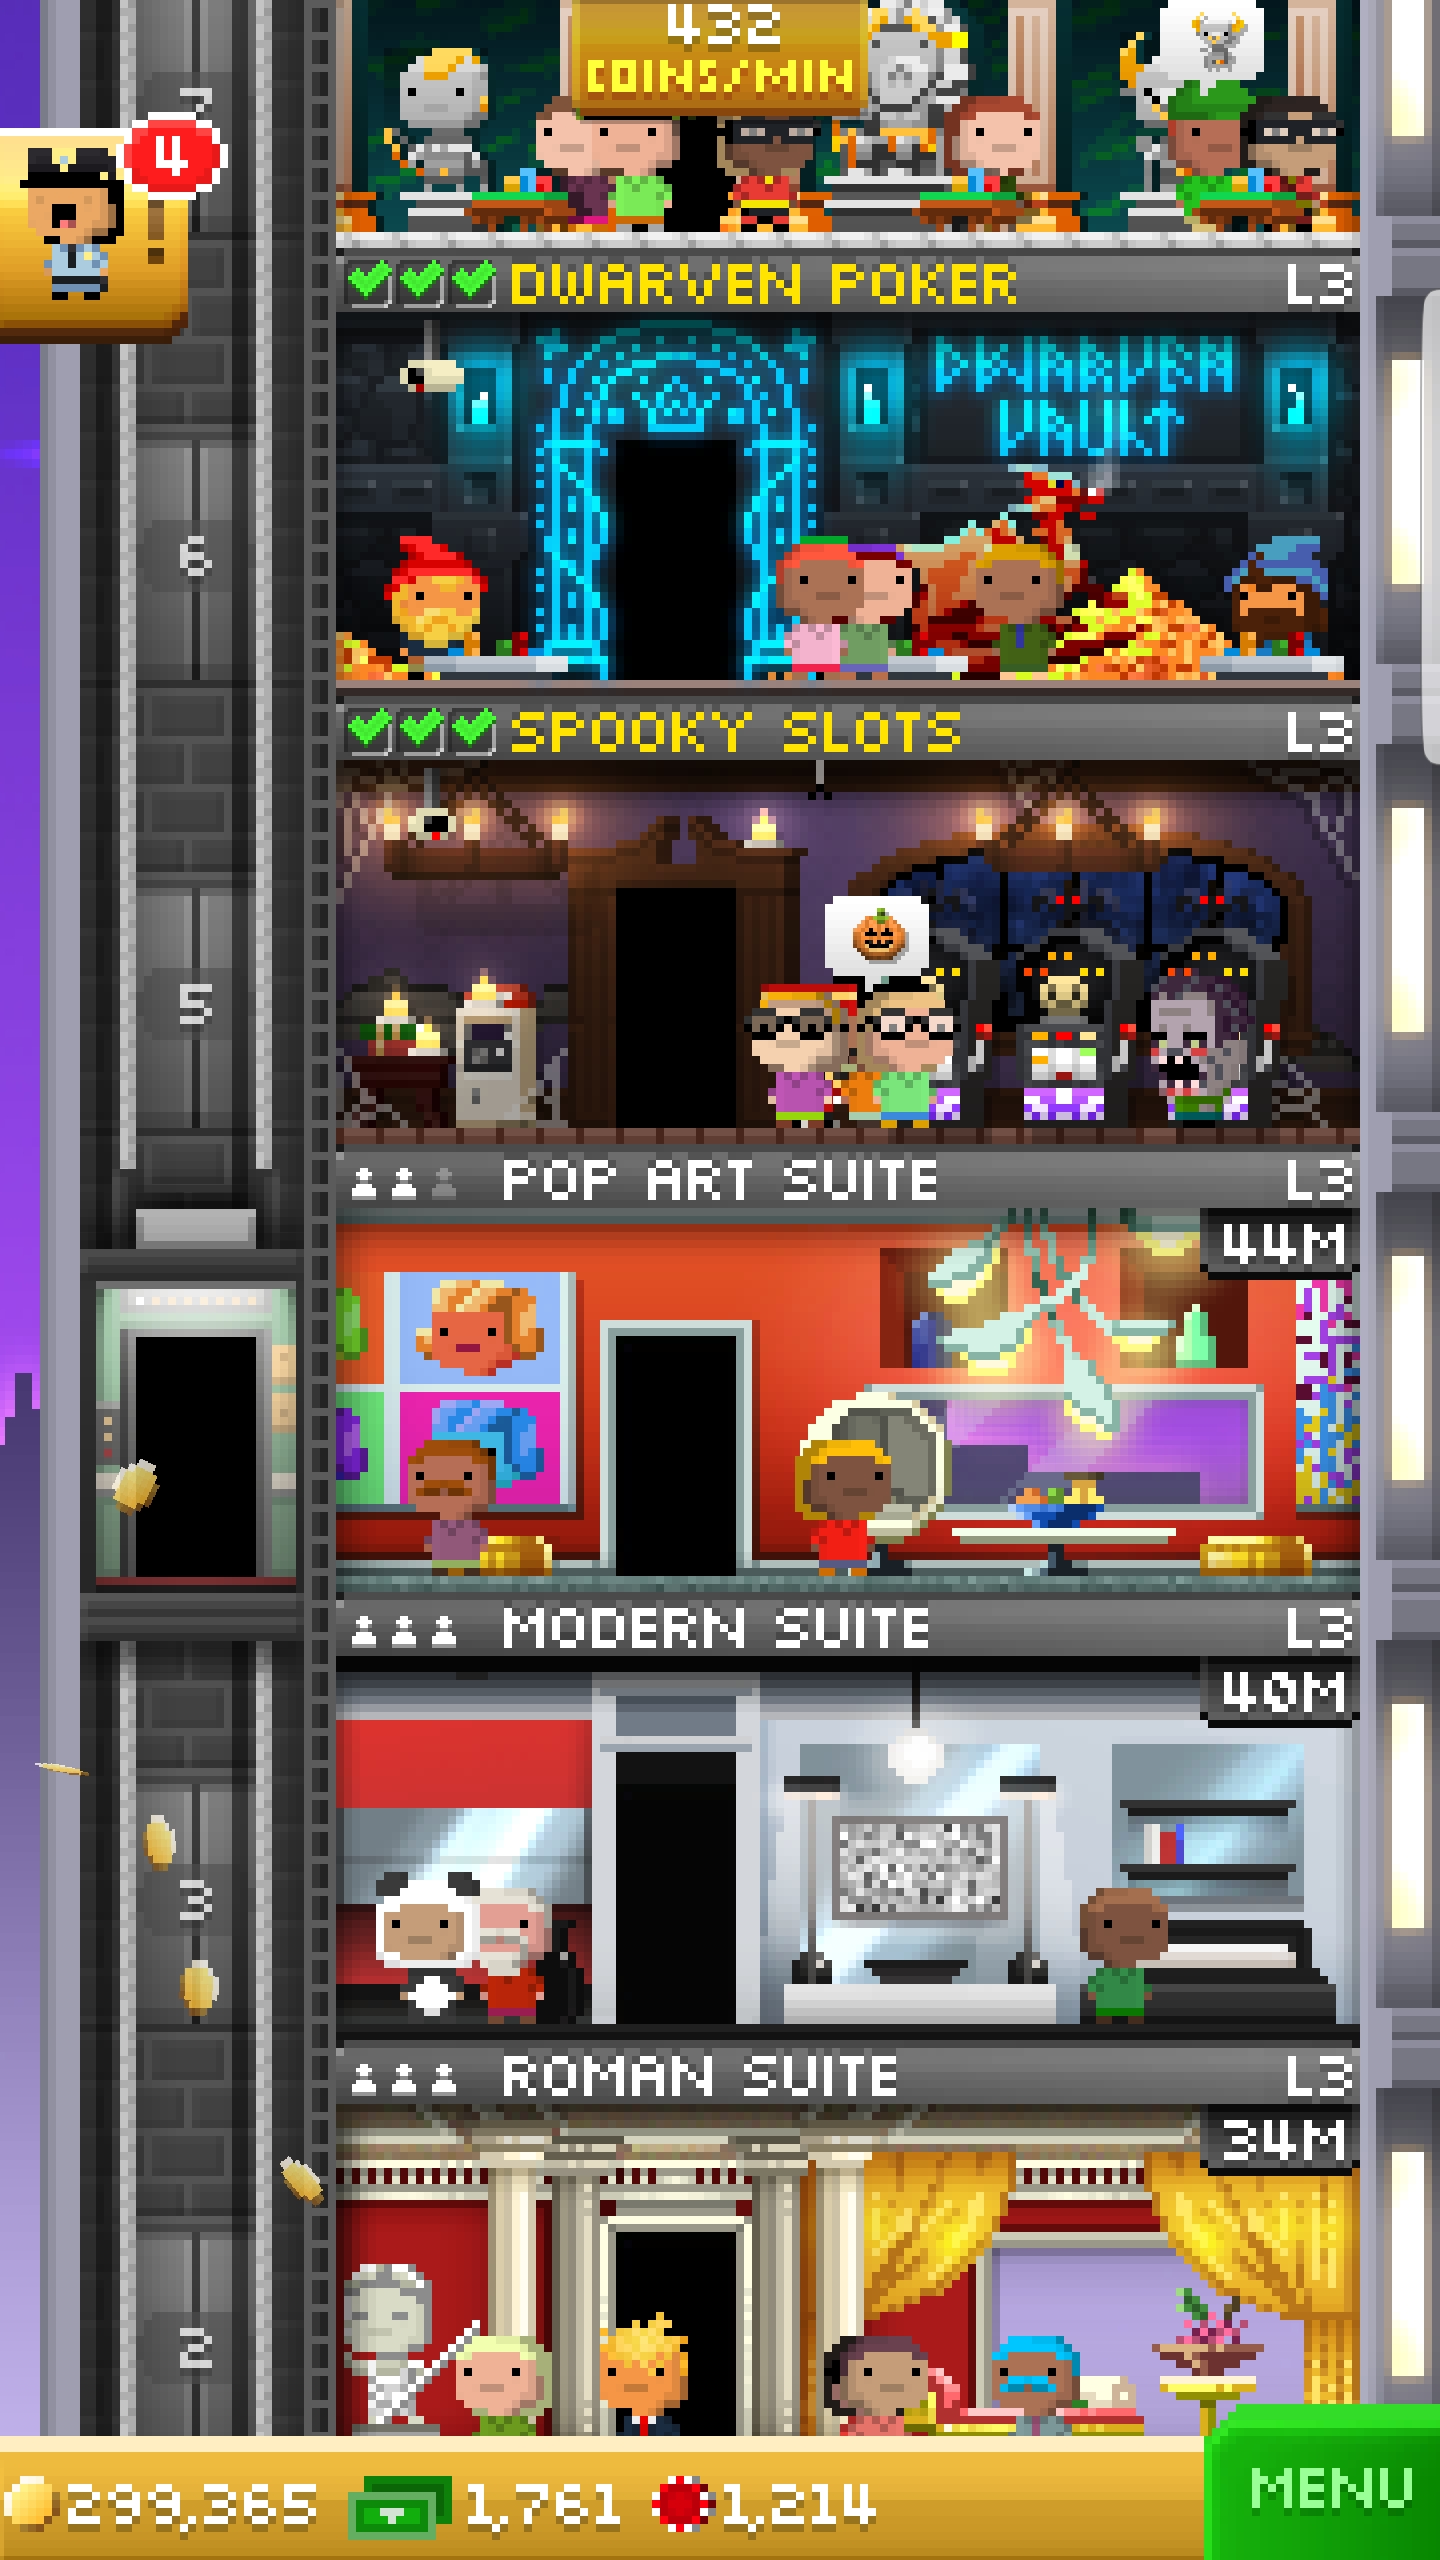 432
COINS/MIN
7
4
!
DWARVEN POKER
L3
DWARVEN
VAULT
6
SPOOKY SLOTS
L3
5
POP ART SUITE
L3
44M
MODERN SUITE
L3
40M
3
ROMAN SUITE
L3
34M
2
299,365
1,761
1,214
MENU